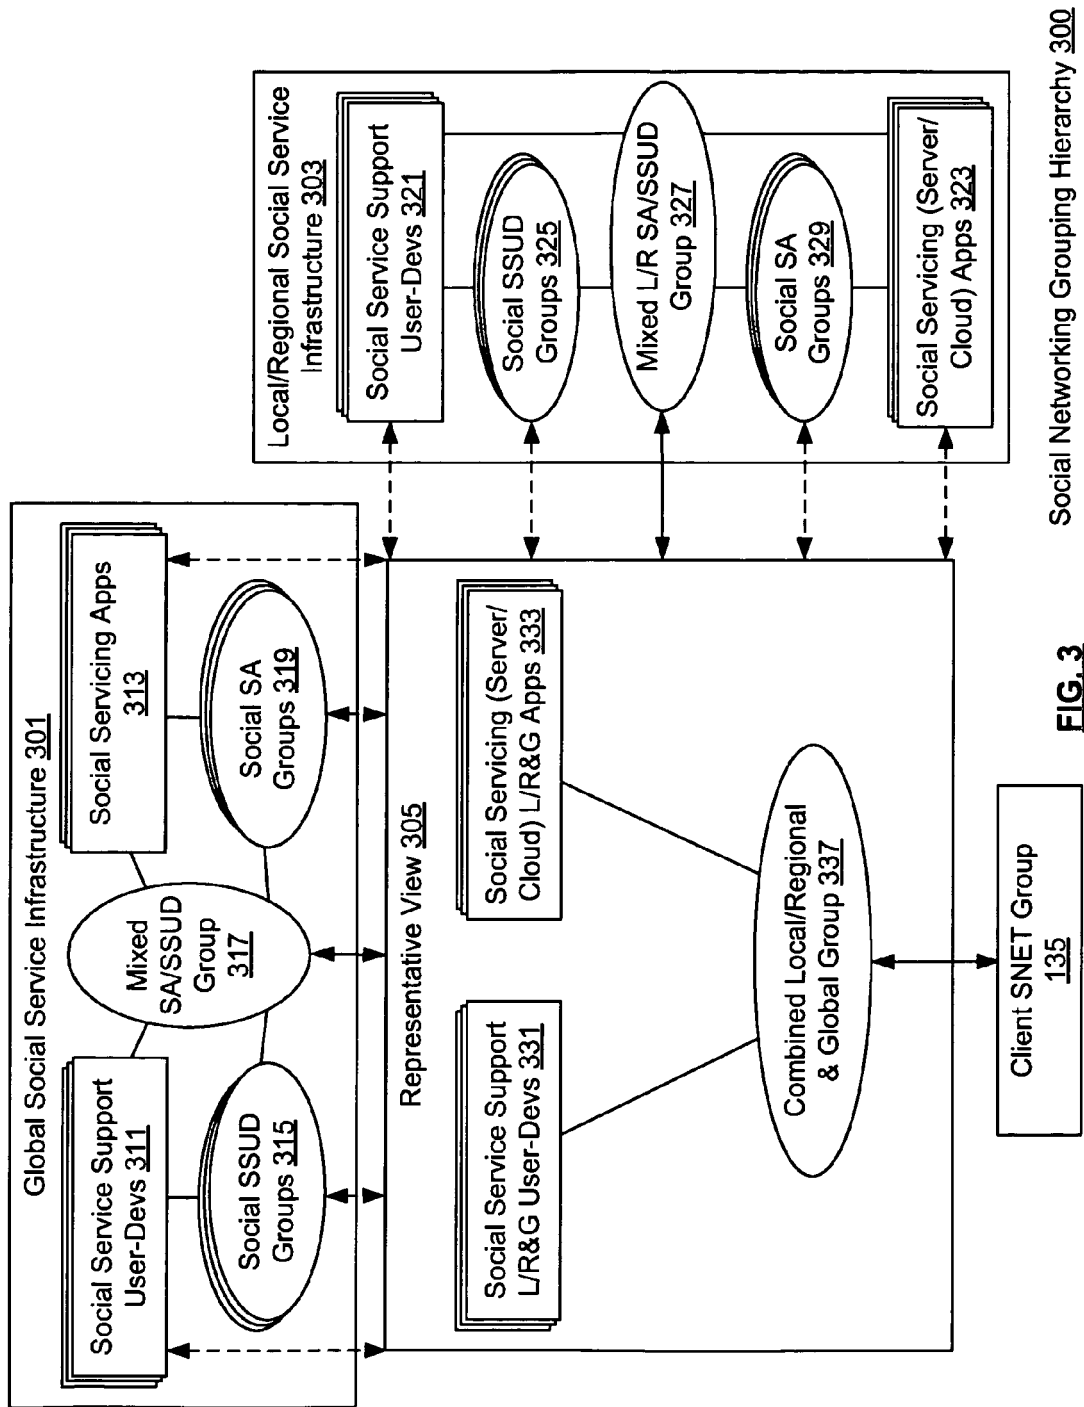 Global Social Service Infrastructure 301
Social Service Support
User-Devs 311
Mixed
SA/SSUD
Group
317
Social Servicing Apps
313
Social SSUD
Groups 315
Social SA
Groups 319
Local/Regional Social Service
Infrastructure 303
Social Service Support
User-Devs 321
Social SSUD
Groups 325
Mixed L/R SA/SSUD
Group 327
Social SA
Groups 329
Social Servicing (Server/
Cloud) Apps 323
Representative View 305
Social Service Support
L/R&G User-Devs 331
Social Servicing (Server/
Cloud) L/R&G Apps 333
Combined Local/Regional
& Global Group 337
Client SNET Group
135
FIG. 3
Social Networking Grouping Hierarchy 300